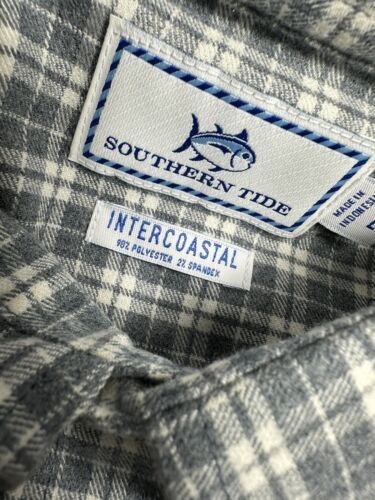 SOUTHERN TIDE
MADE IN
INDONESIA
INTERCOASTAL
98% POLYESTER 2% SPANDEX